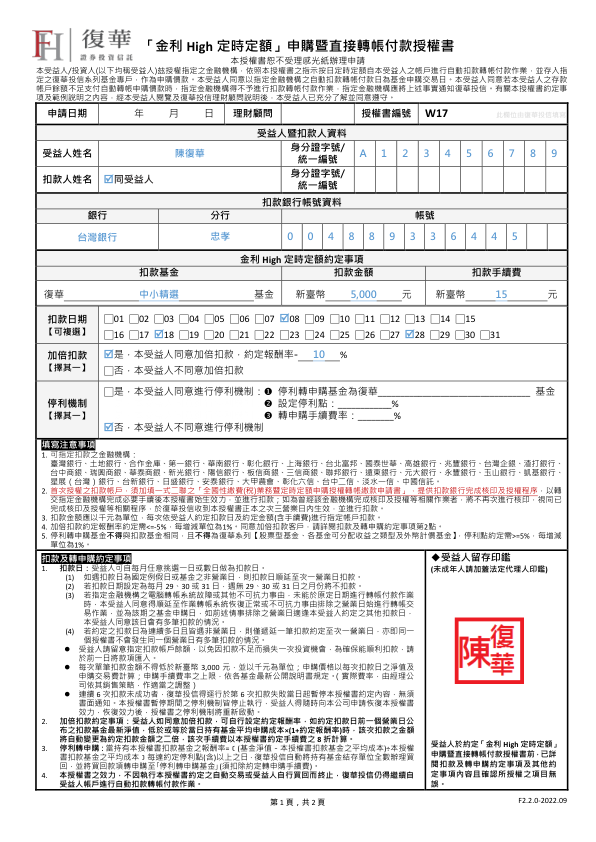 FH 復華
證券投資信託
「金利 High 定時定額」申購暨直接轉帳付款授權書
本授權書恕不受理感光紙辦理申請
本受益人/投資人(以下均稱受益人)茲授權指定之金融機構，依照本授權書之指示按日定時定額自本受益人之帳戶進行自動扣款轉帳付款作業，並存入指
定之復華投信系列基金專戶，作為申購價款。本受益人同意以指定金融機構之自動扣款轉帳付款日為基金申購交易日。本受益人同意若本受益人之存款
帳戶餘額不足支付自動轉帳申購價款時，指定金融機構得不予進行扣款轉帳付款作業，指定金融機構應將上述事實通知復華投信。有關本授權書約定事
項及範例說明之內容，經本受益人閱覽及復華投信理財顧問說明後，本受益人已充分了解並同意遵守。
申請日期 年 月 日 理財顧問 授權書編號 W17
受益人暨扣款人資料
受益人姓名 陳復華 身分證字號/統一編號 A 1 2 3 4 5 6 7 8 9
扣款人姓名 ☑同受益人 身分證字號/統一編號
扣款銀行帳號資料
銀行 分行 帳號
台灣銀行 忠孝 0 0 4 8 8 9 3 3 6 4 4 5
金利 High 定時定額約定事項
扣款基金 扣款金額 扣款手續費
復華 中小精選 基金 新臺幣 5,000 元 新臺幣 15 元
扣款日期【可複選】
□01 □02 □03 □04 □05 □06 □07 ☑08 □09 □10 □11 □12 □13 □14 □15
□16 □17 ☑18 □19 □20 □21 □22 □23 □24 □25 □26 □27 ☑28 □29 □30 □31
加倍扣款【擇其一】
☑是，本受益人同意加倍扣款，約定報酬率- 10 %
□否，本受益人不同意加倍扣款
停利機制【擇其一】
□是，本受益人同意進行停利機制：❶ 停利轉申購基金為復華 基金
❷ 設定停利點： %
❸ 轉申購手續費率： %
☑否，本受益人不同意進行停利機制
填寫注意事項
1. 可指定扣款之金融機構：
臺灣銀行、土地銀行、合作金庫、第一銀行、華南銀行、彰化銀行、上海銀行、台北富邦、國泰世華、高雄銀行、兆豐銀行、台灣企銀、渣打銀行、
台中商銀、瑞興商銀、華泰商銀、新光銀行、陽信銀行、板信商銀、三信商銀、聯邦銀行、遠東銀行、元大銀行、永豐銀行、玉山銀行、凱基銀行、
星展(台灣)銀行、台新銀行、日盛銀行、安泰銀行、大甲農會、彰化六信、台中二信、淡水一信、中國信託。
2. 首次授權之扣款帳戶，須加填一式二聯之「全國性繳費(稅)業務暨定時定額申購授權轉帳繳款申請書」，提供扣款銀行完成核印及授權程序，以轉
交指定金融機構完成必要手續後本授權書始生效力，並進行扣款；如為曾經該金融機構完成核印及授權扣款者，將不再次進行核印，視同已
完成核印及授權等相關程序，於復華投信收到本授權書正本之次三營業日內生效，並進行扣款。
3. 扣款金額應以千元為單位，每次依受益人約定扣款日及約定金額(含手續費)進行指定帳戶扣款。
4. 加倍扣款約定報酬率約定需<=-5%，每增減單位為1%。同意加倍扣款客戶，請詳閱扣款及轉申購約定事項第2點。
5. 停利轉申購基金不得與扣款基金相同，且不得為復華系列【股票型基金、各基金可分配收益之類型及外幣計價基金】，停利點需>=5%，每增減
單位為1%。
扣款及轉申購約定事項
1. 扣款日：受益人可自每月任意挑選一日或數日做為扣款日。
(1) 如遇扣款日為國定例假日或基金之非營業日，則扣款日順延至次一營業日扣款。
(2) 若扣款日期設定為每月 29、30 或 31 日，適無 29、30 或 31 日，則當月不進行扣款。
(3) 若指定金融機構之電腦轉帳系統故障或其他不可抗力事由，未能於原定日期進行轉帳付款作業
時，本受益人同意得順延至作業轉帳系統恢復正常或不可抗力事由排除之營業日始進行轉帳交
易作業，並為該期之基金申購日，如前述情事排除之營業日適逢本受益人約定之其他扣款日，
本受益人同意該日會有多筆扣款。
(4) 若約定之扣款日為連續多日且皆遇非營業日，則僅遞延一筆扣款約定至次一營業日，亦即同一
個授權書不會發生同一個營業日有多筆扣款的情況。
● 受益人請留意指定帳戶存款餘額，以免因扣款不足而損失一次投資機會，為確保能順利扣款，請
於前一日將款項匯入。
● 每次單筆扣款金額不得低於新臺幣 3,000 元，並以千元為單位；申購價格以每次扣款日之淨值及
申購交易費計算；申購手續費率之上限，依各基金最新公開說明書規定。(實際費率，由經理公
司依其銷售策略，作適當之調整)
● 連續 6 次扣款未成功者，復華投信得逕行於第 6 次扣款失敗當日起暫停本授權書約定內容，無須
書面通知，本授權書暫停期間之停利機制皆停止執行，受益人得隨時向本公司申請恢復本授權書
效力，恢復效力後，授權書之停利機制將重新啟動。
2. 加倍扣款約定事項：受益人如同意加倍扣款，可自行設定約定報酬率，如約定扣款日前一個營業日公
布之扣款基金最新淨值，低於或等於當日持有基金平均申購成本×(1+約定報酬率)時，該次扣款之金額
將自動變更為約定扣款金額之二倍，該次手續費以本授權書約定手續費之 8 折計算。
3. 停利轉申購：當持有本授權書扣款基金之報酬率=〔(基金淨值－本授權書扣款基金之平均成本)÷本授權
書扣款基金之平均成本〕每達約定停利點(含)以上之日，復華投信自動將持有基金結存單位全數辦理買
回，並將買回款項轉申購至「停利轉申購基金」(須扣除約定轉申購手續費)。
4. 本授權書之效力，不因執行本授權書約定之自動交易或受益人自行買回而終止，復華投信仍得繼續自
受益人帳戶進行自動扣款轉帳付款作業。
◆受益人留存印鑑
(未成年人請加蓋法定代理人印鑑)
陳復華
受益人於約定「金利 High 定時定額」
申購暨直接轉帳付款授權書前，已詳
閱扣款及轉申購約定事項及其他約
定事項內容且確認所授權之項目無
誤。
第 1 頁，共 2 頁
F2.2.0-2022.09